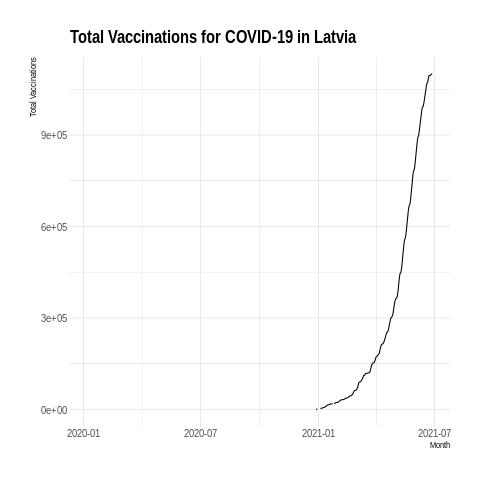 Total Vaccinations for COVID-19 in Latvia
Total Vaccinations
9e+05
6e+05
3e+05
0e+00
2020-01
2020-07
2021-01
2021-07
Month